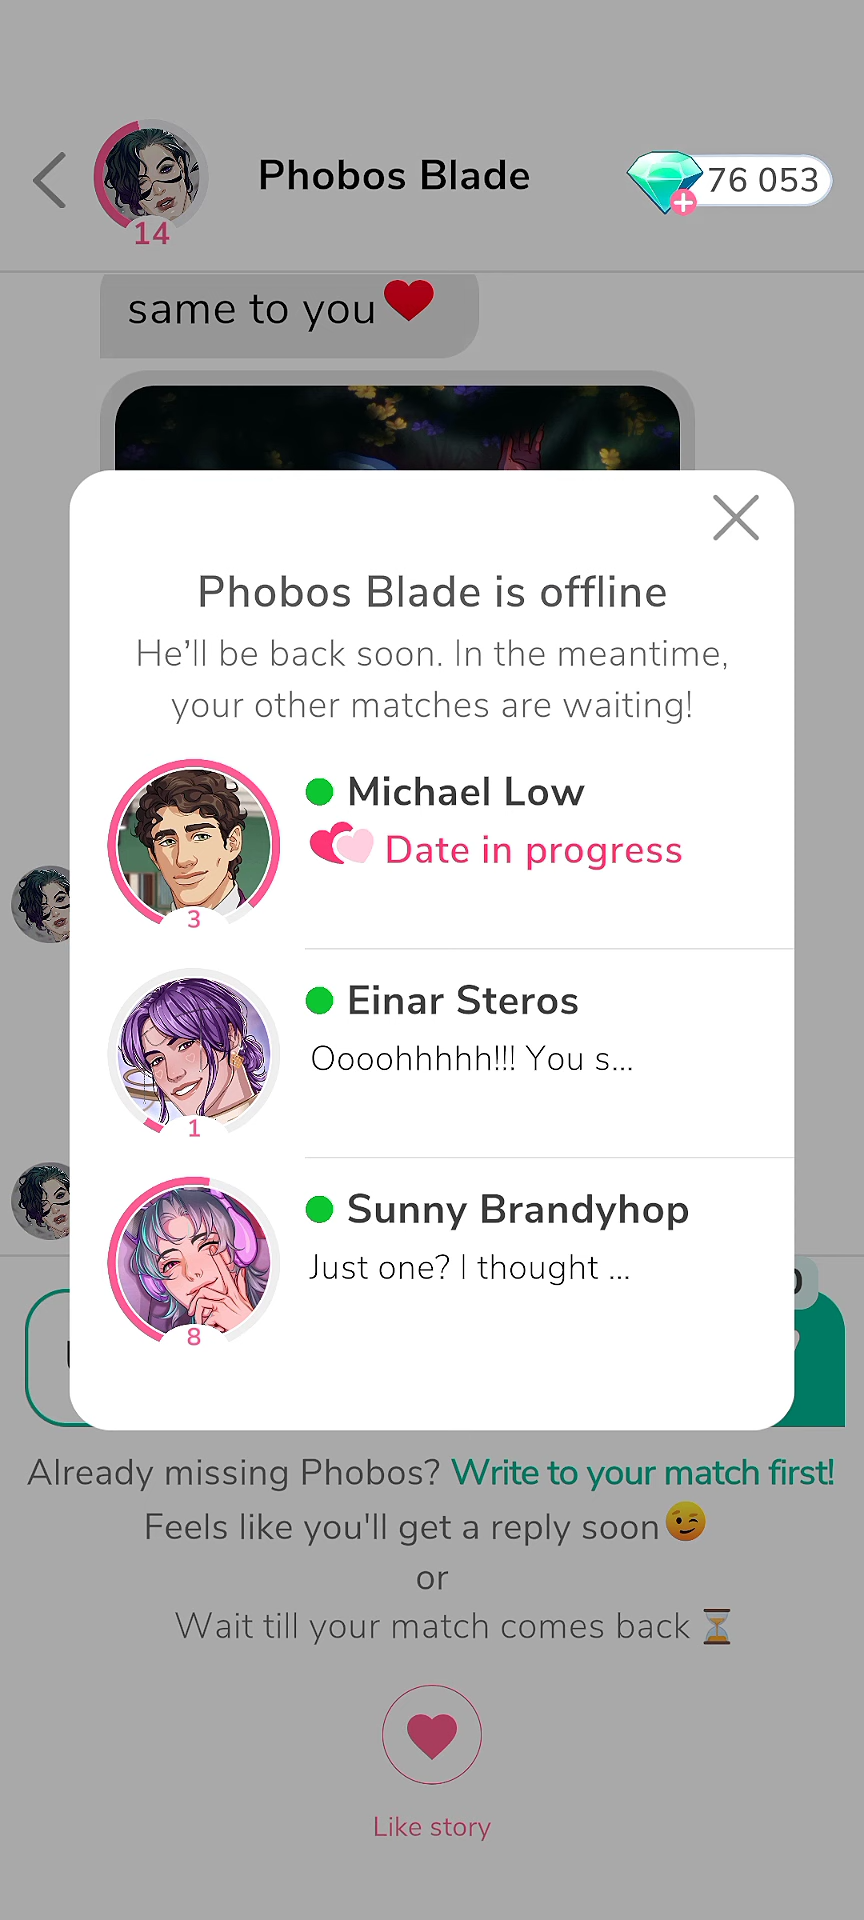 Phobos Blade
76 053
14
same to you❤️
Phobos Blade is offline
He'll be back soon. In the meantime,
your other matches are waiting!
Michael Low
Date in progress
3
Einar Steros
Oooohhhhh!!! You s...
1
Sunny Brandyhop
Just one? I thought ...
8
Already missing Phobos? Write to your match first!
Feels like you'll get a reply soon😉
or
Wait till your match comes back ⏳
Like story